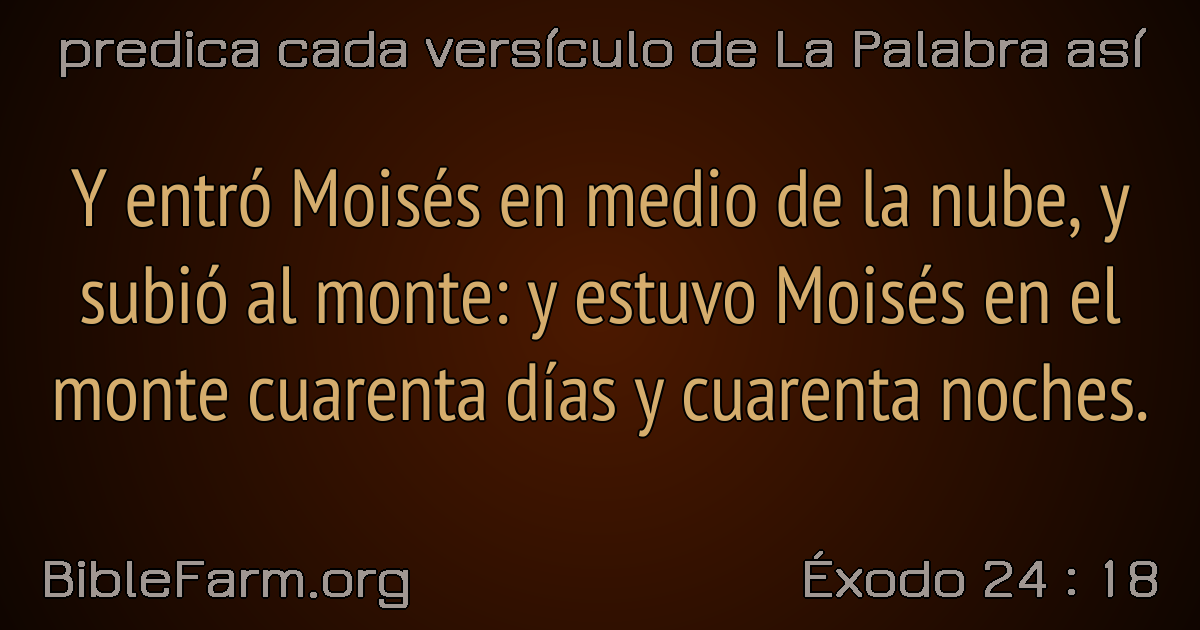 predica cada versículo de La Palabra así
Y entró Moisés en medio de la nube, y
subió al monte: y estuvo Moisés en el
monte cuarenta días y cuarenta noches.
BibleFarm.org
Éxodo 24 : 18